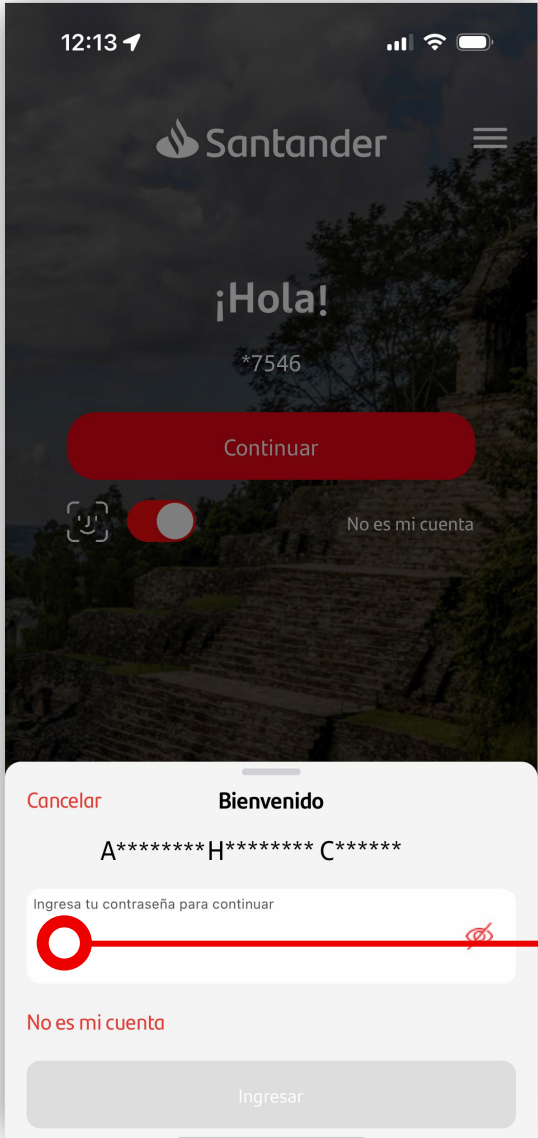 12:13
Santander
¡Hola!
*7546
Continuar
No es mi cuenta
Cancelar
Bienvenido
A********H******** C******
Ingresa tu contraseña para continuar
No es mi cuenta
Ingresar